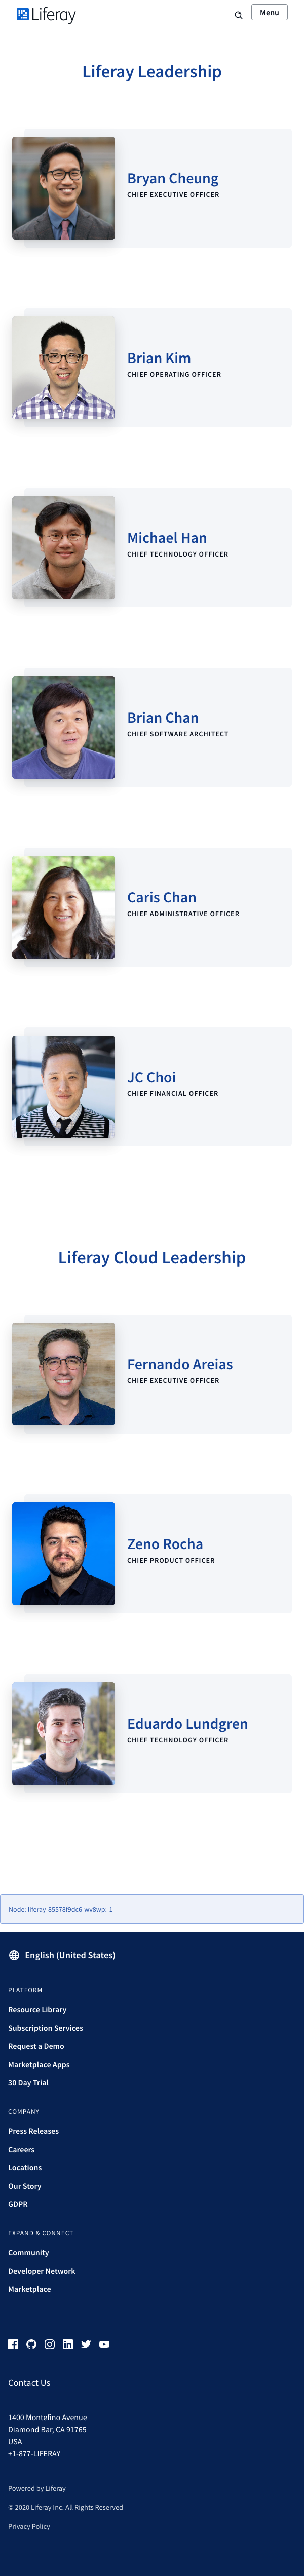 Liferay
Menu
Liferay Leadership
Bryan Cheung
CHIEF EXECUTIVE OFFICER
Brian Kim
CHIEF OPERATING OFFICER
Michael Han
CHIEF TECHNOLOGY OFFICER
Brian Chan
CHIEF SOFTWARE ARCHITECT
Caris Chan
CHIEF ADMINISTRATIVE OFFICER
JC Choi
CHIEF FINANCIAL OFFICER
Liferay Cloud Leadership
Fernando Areias
CHIEF EXECUTIVE OFFICER
Zeno Rocha
CHIEF PRODUCT OFFICER
Eduardo Lundgren
CHIEF TECHNOLOGY OFFICER
Node: liferay-85578f9dc6-wv8wp:-1
English (United States)
PLATFORM
Resource Library
Subscription Services
Request a Demo
Marketplace Apps
30 Day Trial
COMPANY
Press Releases
Careers
Locations
Our Story
GDPR
EXPAND & CONNECT
Community
Developer Network
Marketplace
Contact Us
1400 Montefino Avenue
Diamond Bar, CA 91765
USA
+1-877-LIFERAY
Powered by Liferay
© 2020 Liferay Inc. All Rights Reserved
Privacy Policy